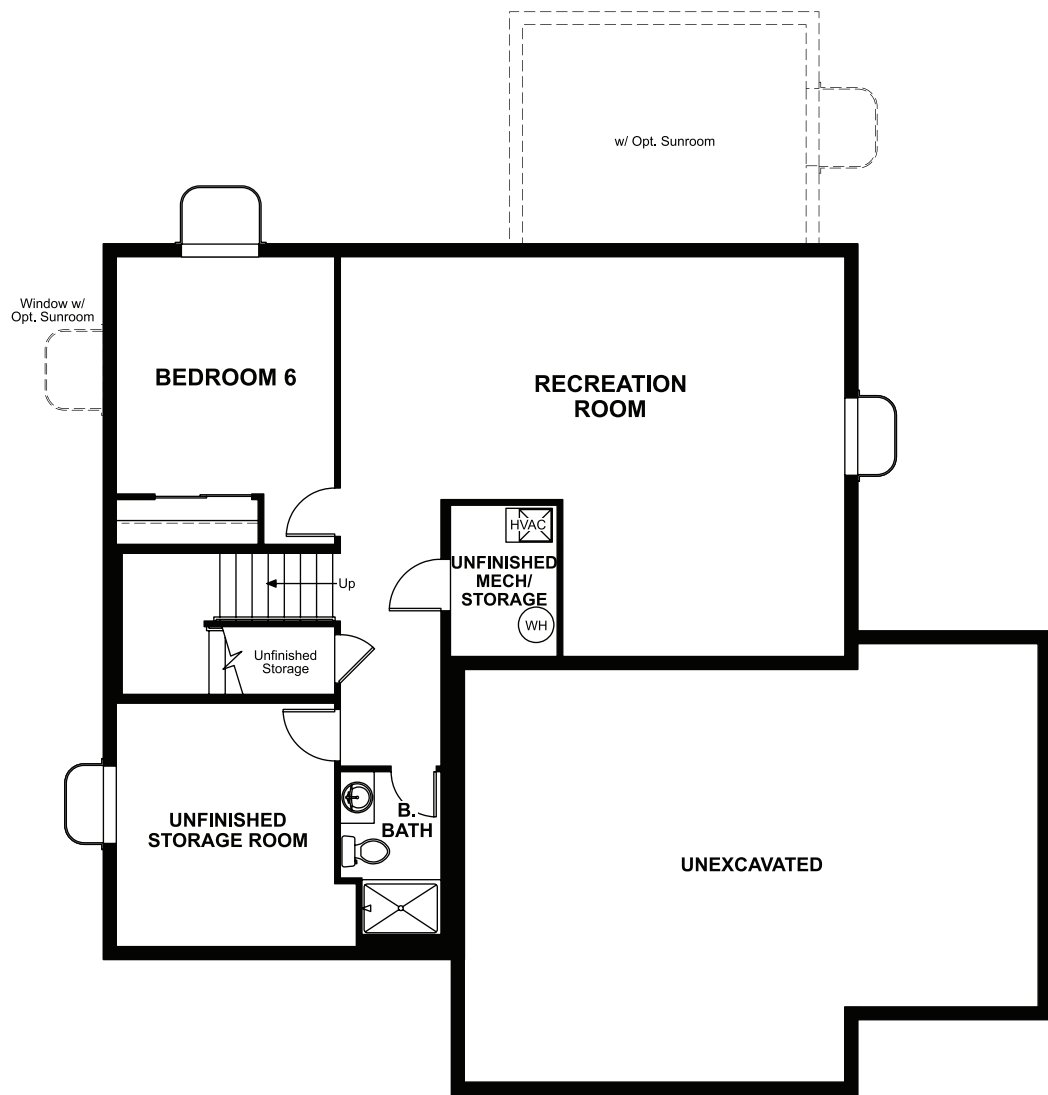 w/ Opt. Sunroom
Window w/
Opt. Sunroom
BEDROOM 6
RECREATION
ROOM
HVAC
UNFINISHED
MECH/
STORAGE
WH
Up
Unfinished
Storage
UNFINISHED
STORAGE ROOM
B.
BATH
UNEXCAVATED